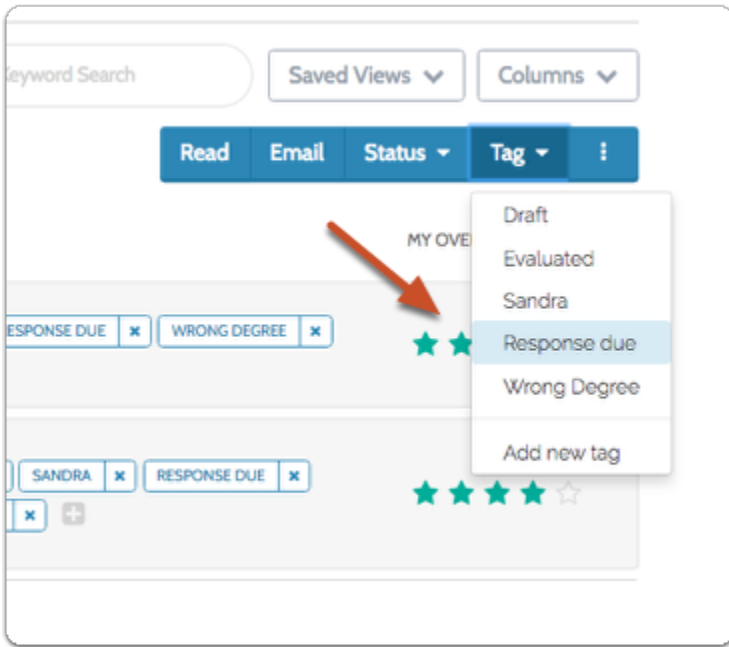 Keyword Search
Saved Views
Columns
Read Email Status Tag
MY OVE
Draft
Evaluated
Sandra
Response due
Wrong Degree
Add new tag
ESPONSE DUE WRONG DEGREE
SANDRA RESPONSE DUE